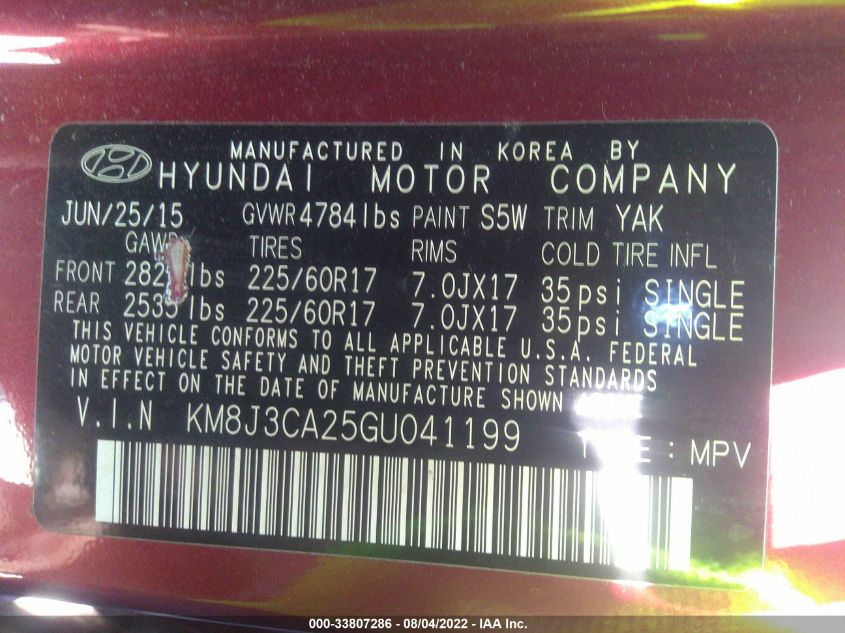 MANUFACTURED IN KOREA BY
HYUNDAI MOTOR COMPANY
JUN/25/15 GVWR 4784lbs PAINT S5W TRIM YAK
TIRES RIMS COLD TIRE INFL
FRONT lbs 225/60R17 7.0JX17 35psi SINGLE
REAR 2535lbs 225/60R17 7.0JX17 35psi SINGLE
THIS VEHICLE CONFORMS TO ALL APPLICABLE U.S.A. FEDERAL
MOTOR VEHICLE SAFETY AND THEFT PREVENTION STANDARDS
IN EFFECT ON THE DATE OF MANUFACTURE SHOWN
V.I.N KM8J3CA25GU041199 TYPE : MPV
000-33807286 - 08/04/2022 - IAA Inc.